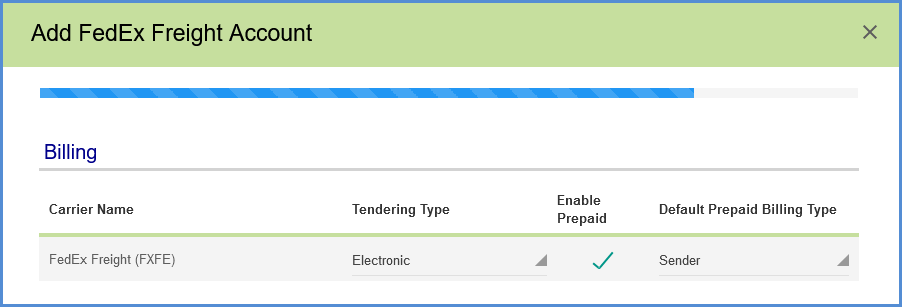 Add FedEx Freight Account
Billing
Carrier Name Tendering Type Enable Prepaid Default Prepaid Billing Type
FedEx Freight (FXFE) Electronic Sender